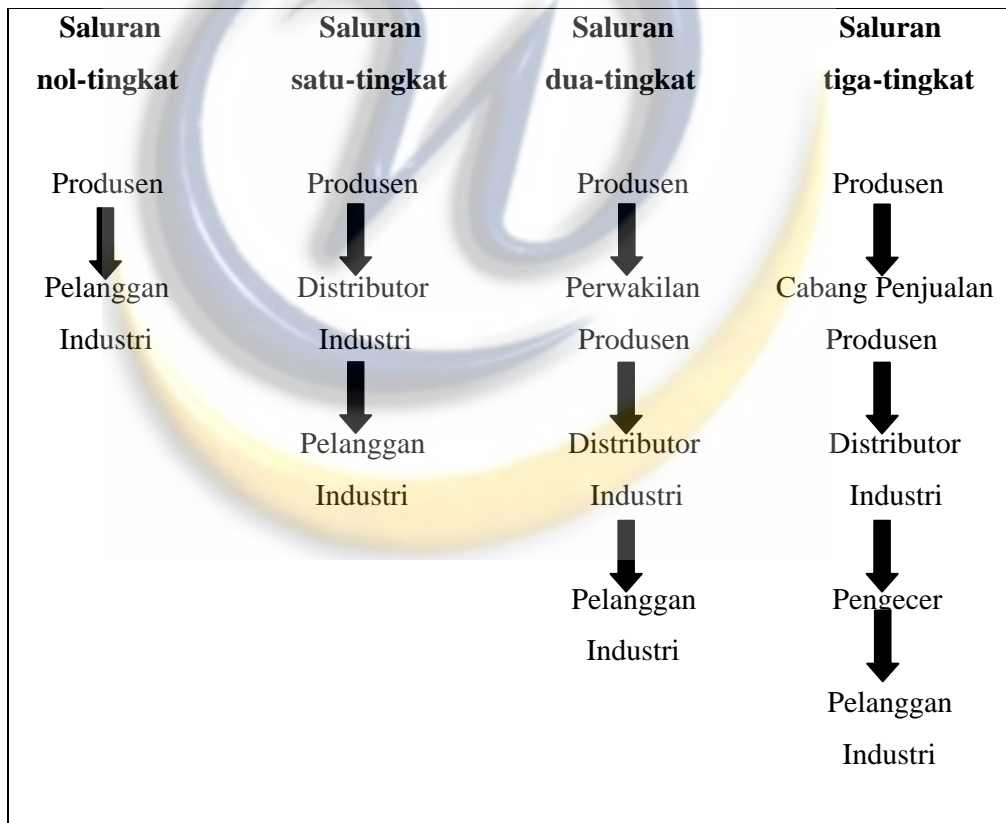 Saluran
nol-tingkat
Produsen
Pelanggan
Industri
Saluran
satu-tingkat
Produsen
Distributor
Industri
Pelanggan
Industri
Saluran
dua-tingkat
Produsen
Perwakilan
Produsen
Distributor
Industri
Pelanggan
Industri
Saluran
tiga-tingkat
Produsen
Cabang Penjualan
Produsen
Distributor
Industri
Pengecer
Pelanggan
Industri